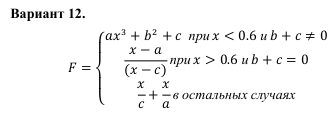 Вариант 12.
ax³ + b² + c при x < 0.6 и b + c ≠ 0
F = { (x − a)/(x − c) при x > 0.6 и b + c = 0
x/c + x/a в остальных случаях